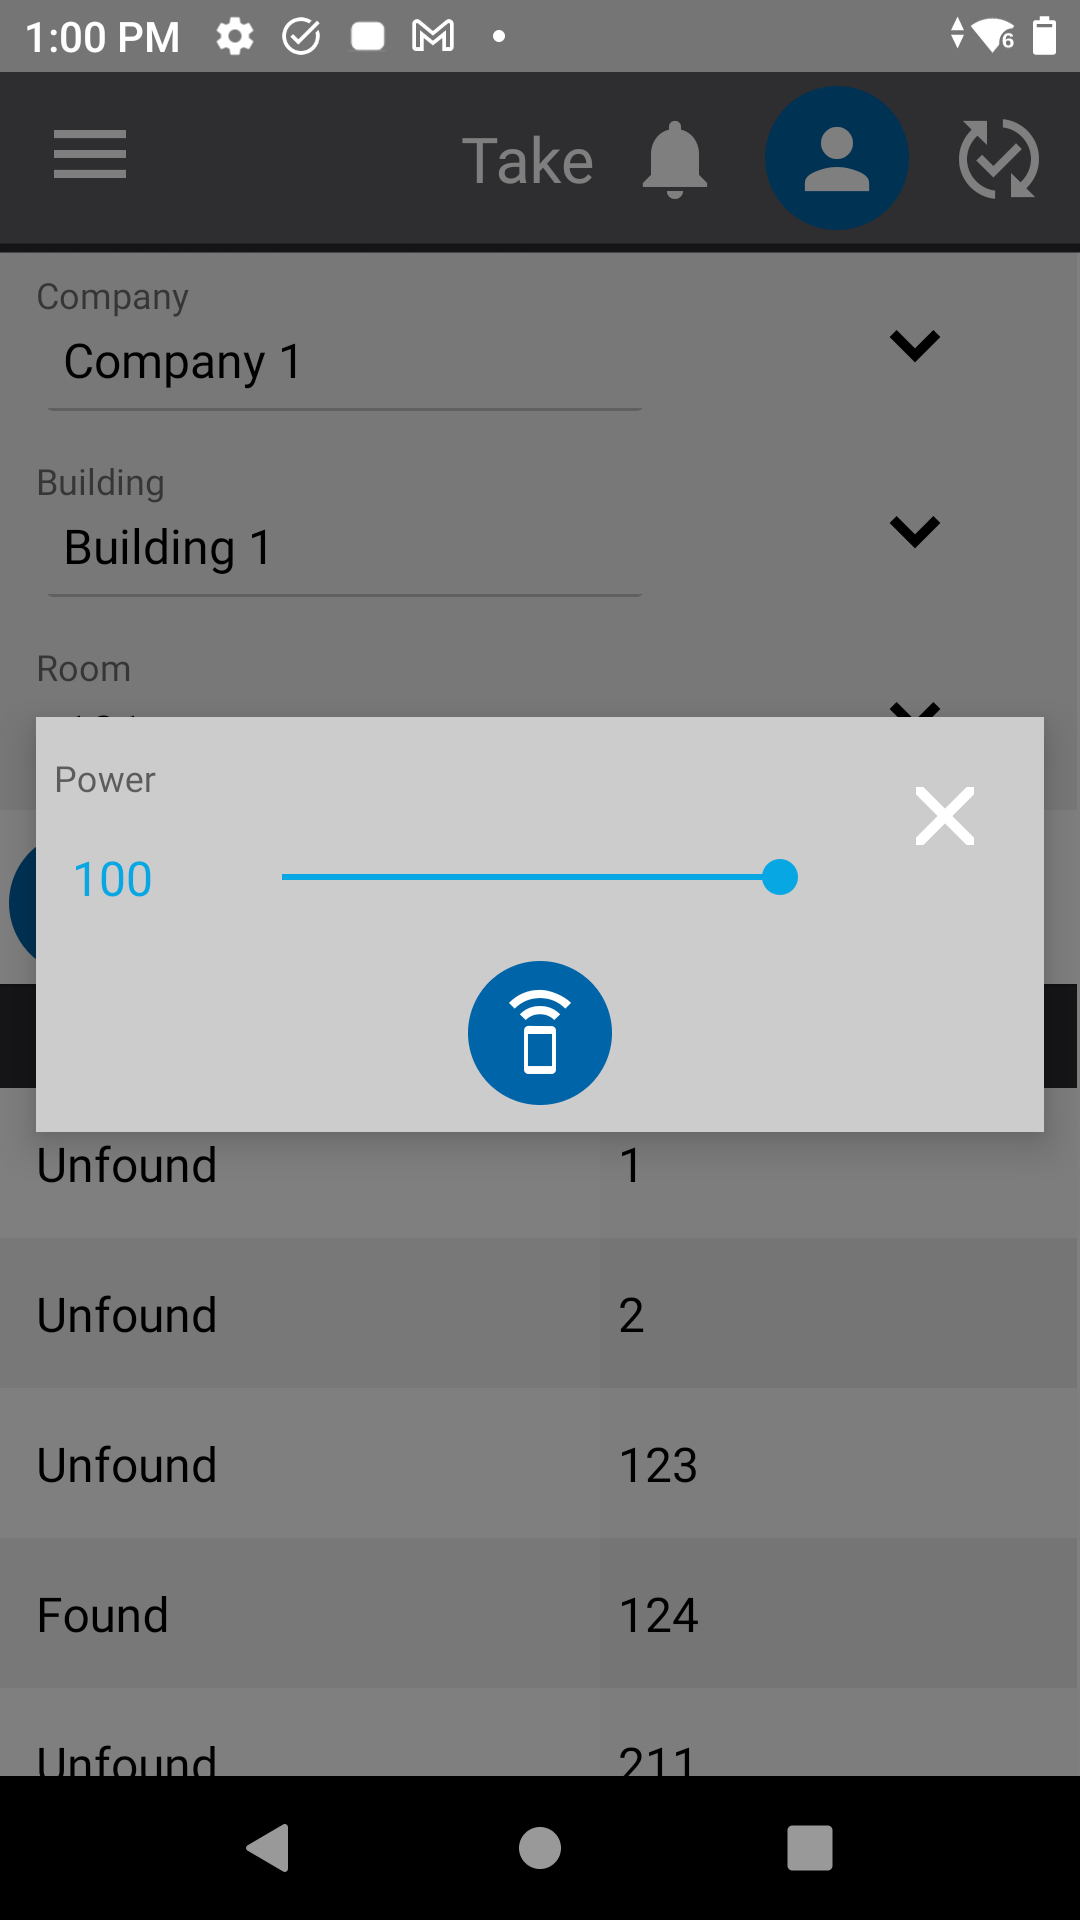 1:00 PM
6
Take
Company
Company 1
Building
Building 1
Room
Power
100
Unfound 1
Unfound 2
Unfound 123
Found 124
Unfound 211